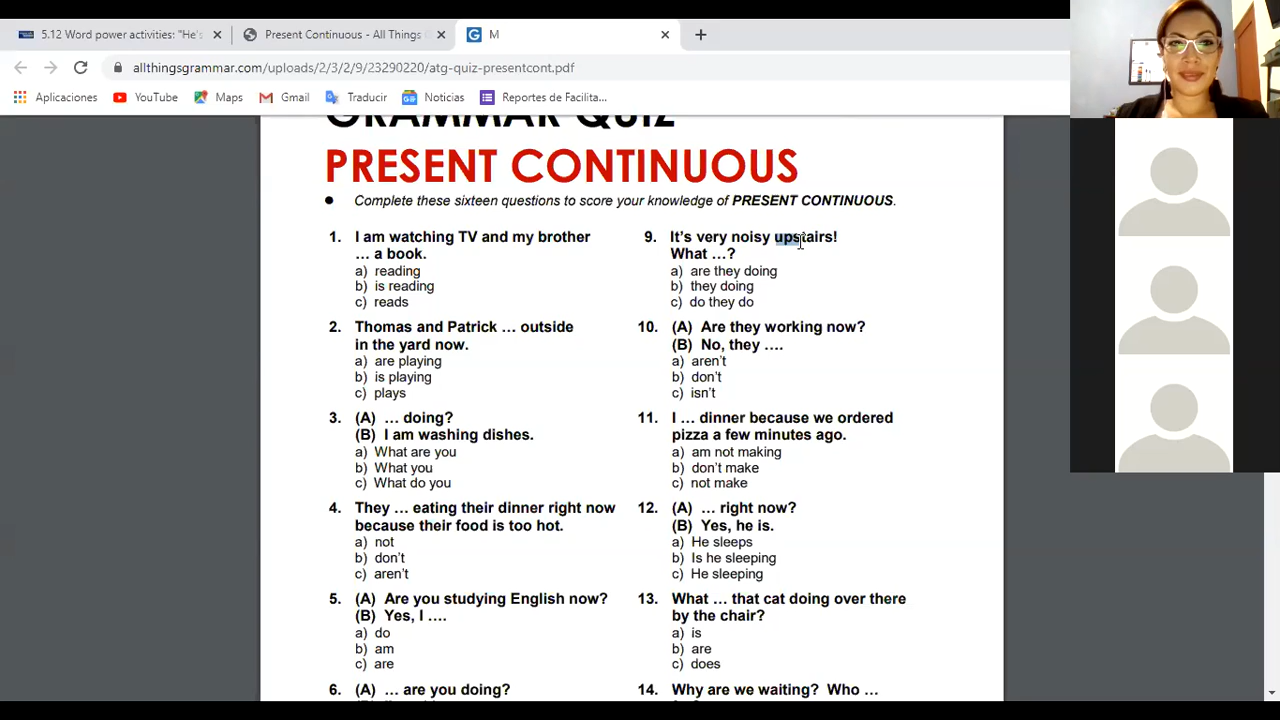 5.12 Word power activities: "He's
Present Continuous - All Things G
M
allthingsgrammar.com/uploads/2/3/2/9/23290220/atg-quiz-presentcont.pdf
Aplicaciones YouTube Maps Gmail Traducir Noticias Reportes de Facilita...
GRAMMAR QUIZ
PRESENT CONTINUOUS
● Complete these sixteen questions to score your knowledge of PRESENT CONTINUOUS.
1. I am watching TV and my brother
… a book.
a) reading
b) is reading
c) reads
2. Thomas and Patrick … outside
in the yard now.
a) are playing
b) is playing
c) plays
3. (A) … doing?
(B) I am washing dishes.
a) What are you
b) What you
c) What do you
4. They … eating their dinner right now
because their food is too hot.
a) not
b) don't
c) aren't
5. (A) Are you studying English now?
(B) Yes, I ….
a) do
b) am
c) are
6. (A) … are you doing?
9. It's very noisy upstairs!
What …?
a) are they doing
b) they doing
c) do they do
10. (A) Are they working now?
(B) No, they ….
a) aren't
b) don't
c) isn't
11. I … dinner because we ordered
pizza a few minutes ago.
a) am not making
b) don't make
c) not make
12. (A) … right now?
(B) Yes, he is.
a) He sleeps
b) Is he sleeping
c) He sleeping
13. What … that cat doing over there
by the chair?
a) is
b) are
c) does
14. Why are we waiting? Who …